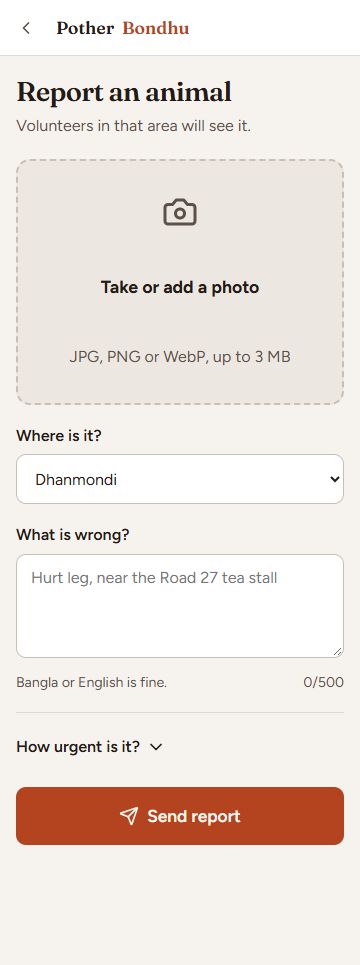 Pother Bondhu
Report an animal
Volunteers in that area will see it.
Take or add a photo
JPG, PNG or WebP, up to 3 MB
Where is it?
Dhanmondi
What is wrong?
Hurt leg, near the Road 27 tea stall
Bangla or English is fine. 0/500
How urgent is it?
Send report